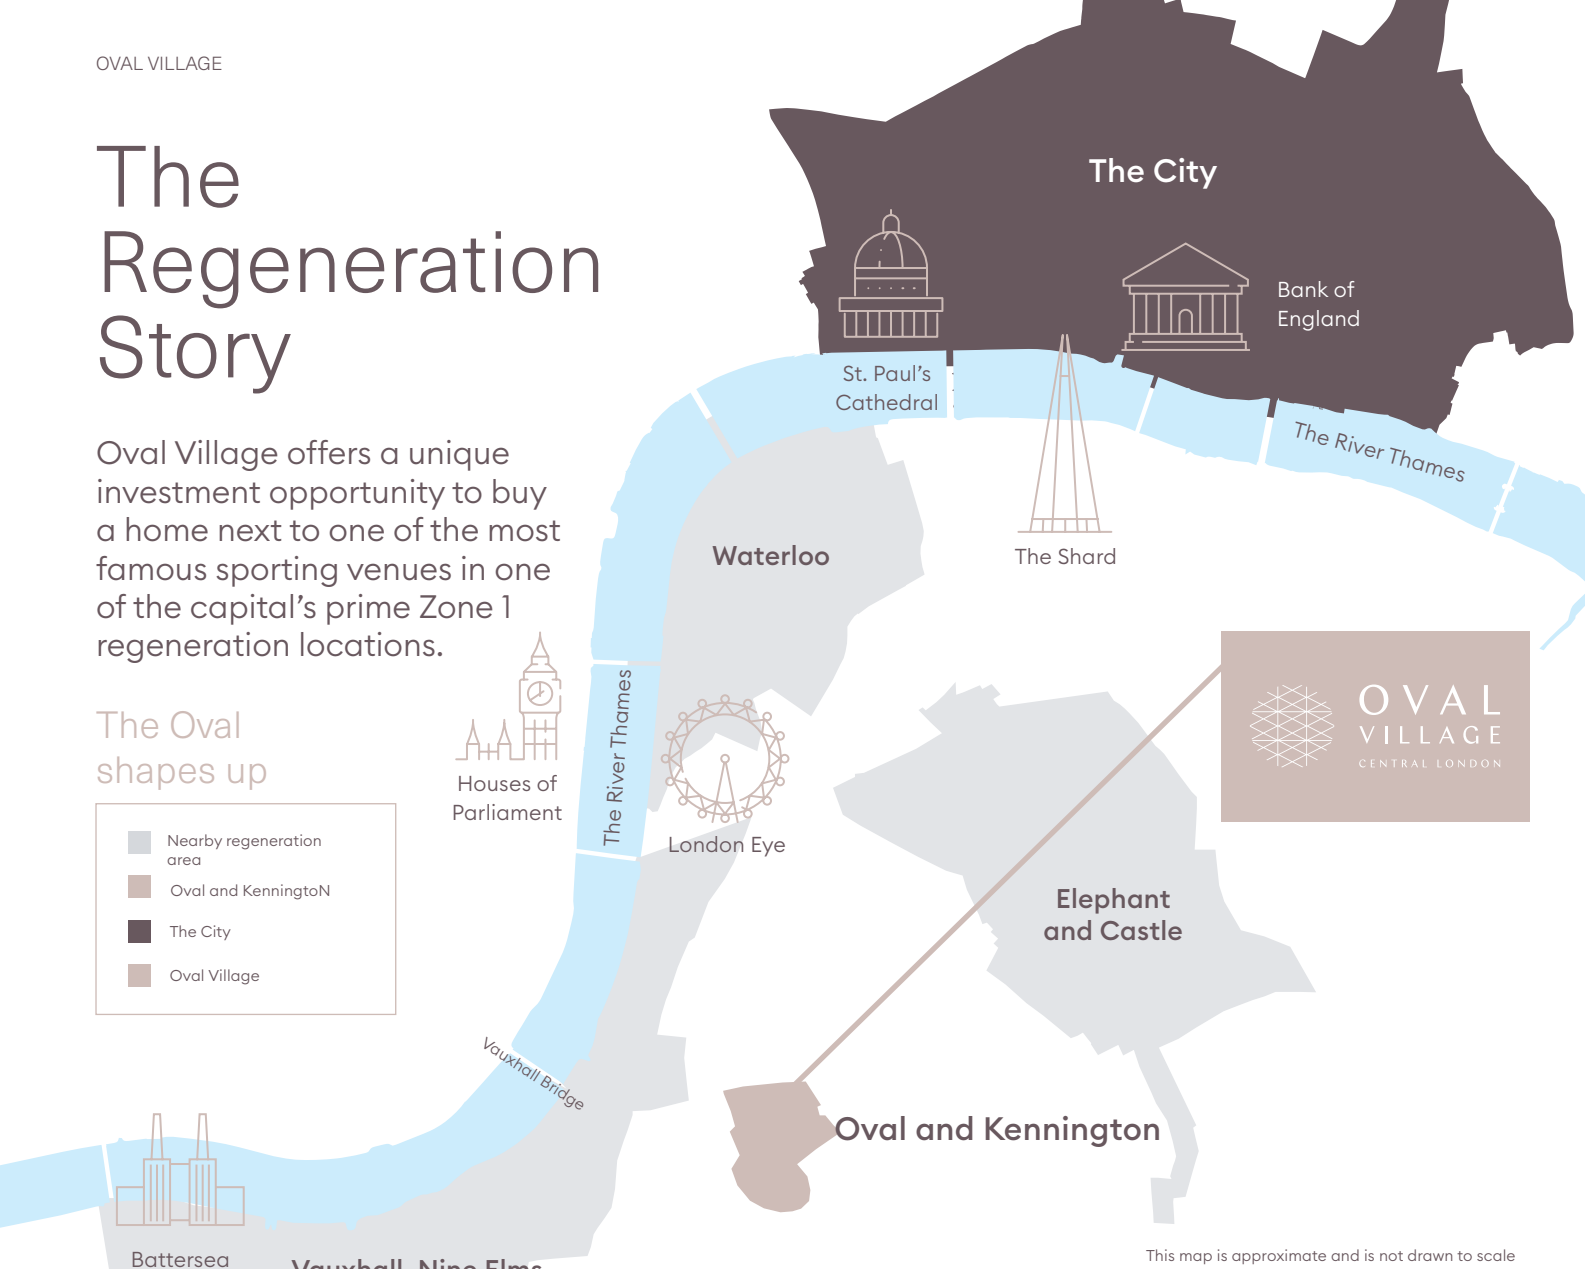 OVAL VILLAGE
The
Regeneration
Story
Oval Village offers a unique
investment opportunity to buy
a home next to one of the most
famous sporting venues in one
of the capital's prime Zone 1
regeneration locations.
The Oval
shapes up
Nearby regeneration
area
Oval and KenningtoN
The City
Oval Village
The City
Bank of
England
St. Paul's
Cathedral
The River Thames
The Shard
Waterloo
Houses of
Parliament
The River Thames
London Eye
OVAL
VILLAGE
CENTRAL LONDON
Elephant
and Castle
Vauxhall Bridge
Oval and Kennington
Battersea
Vauxhall, Nine Elms
This map is approximate and is not drawn to scale